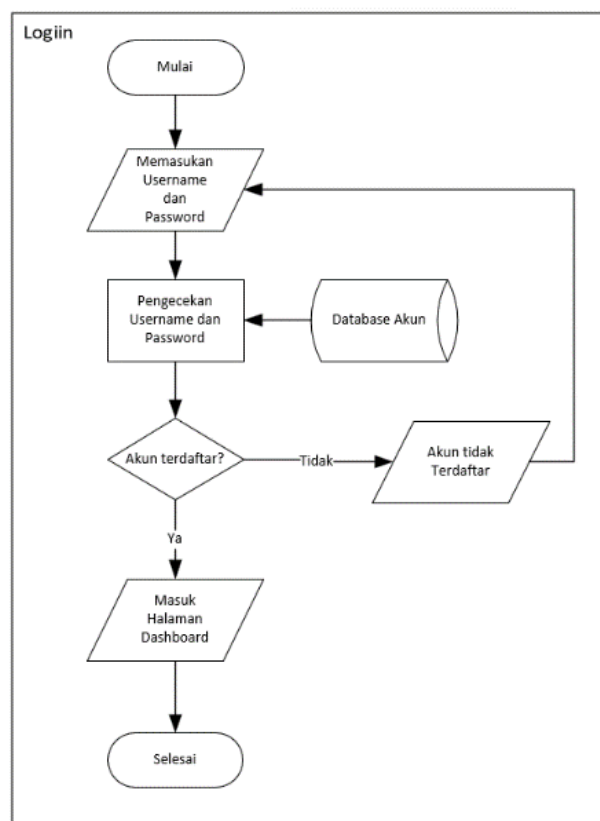 Logiin
Mulai
Memasukan
Username
dan
Password
Pengecekan
Username dan
Password
Database Akun
Akun terdaftar?
Tidak
Akun tidak
Terdaftar
Ya
Masuk
Halaman
Dashboard
Selesai